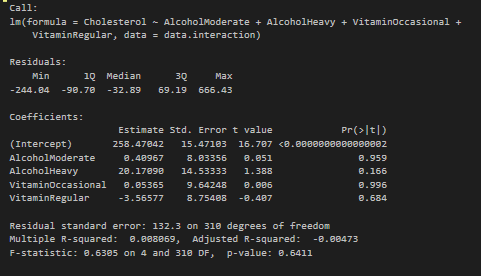 Call:
lm(formula = Cholesterol ~ AlcoholModerate + AlcoholHeavy + VitaminOccasional +
    VitaminRegular, data = data.interaction)
Residuals:
    Min      1Q  Median      3Q     Max
-244.04  -90.70  -32.89   69.19  666.43
Coefficients:
                   Estimate Std. Error t value            Pr(>|t|)
(Intercept)       258.47042   15.47103  16.707 <0.0000000000000002
AlcoholModerate     0.40967    8.03356   0.051               0.959
AlcoholHeavy       20.17090   14.53333   1.388               0.166
VitaminOccasional   0.05365    9.64248   0.006               0.996
VitaminRegular     -3.56577    8.75408  -0.407               0.684
Residual standard error: 132.3 on 310 degrees of freedom
Multiple R-squared:  0.008069,  Adjusted R-squared:  -0.00473
F-statistic: 0.6305 on 4 and 310 DF,  p-value: 0.6411